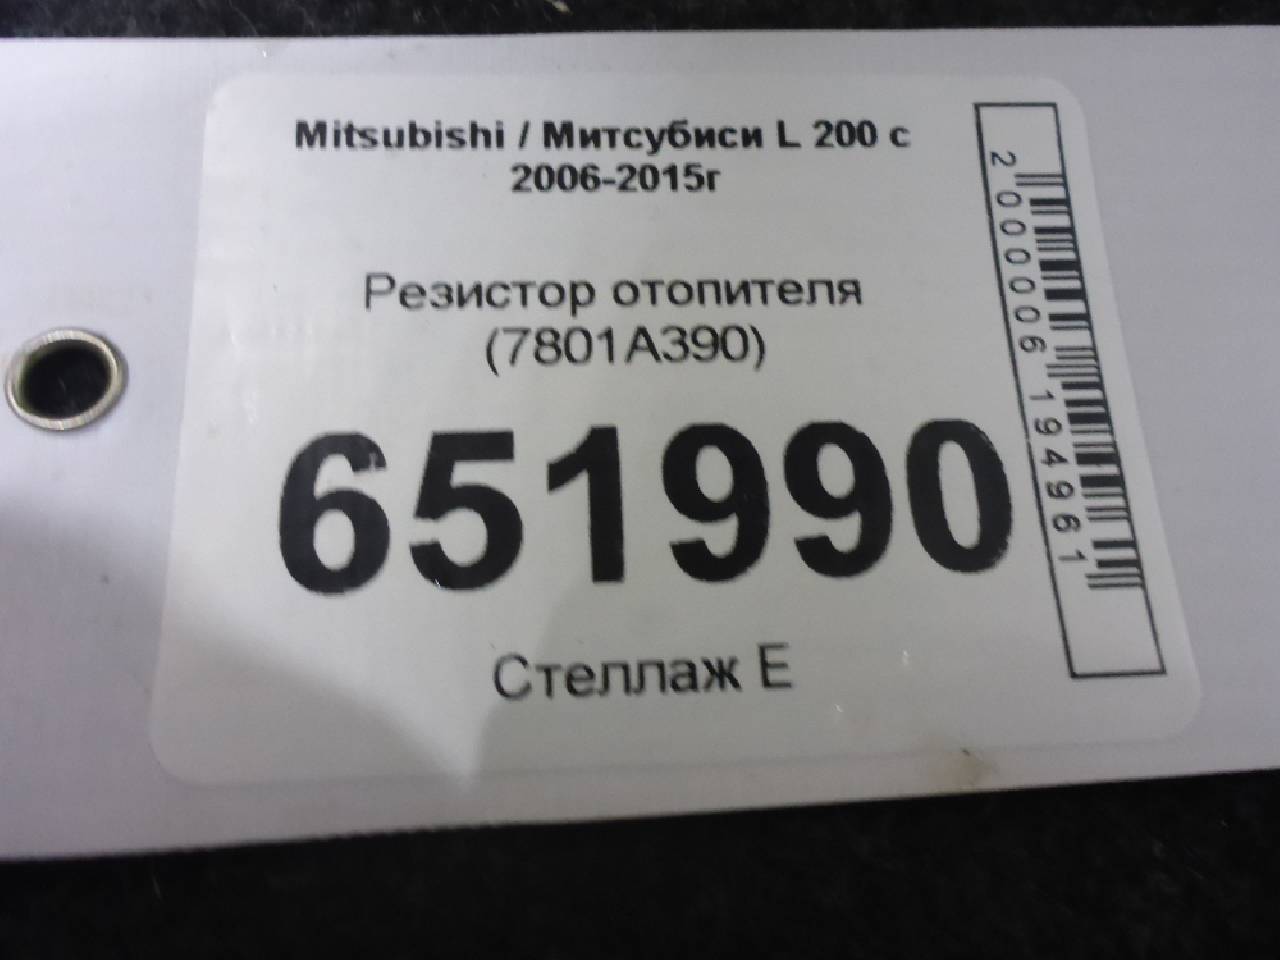 Mitsubishi / Митсубиси L 200 с
2006-2015г
Резистор отопителя
(7801A390)
651990
Стеллаж Е
2000006194961